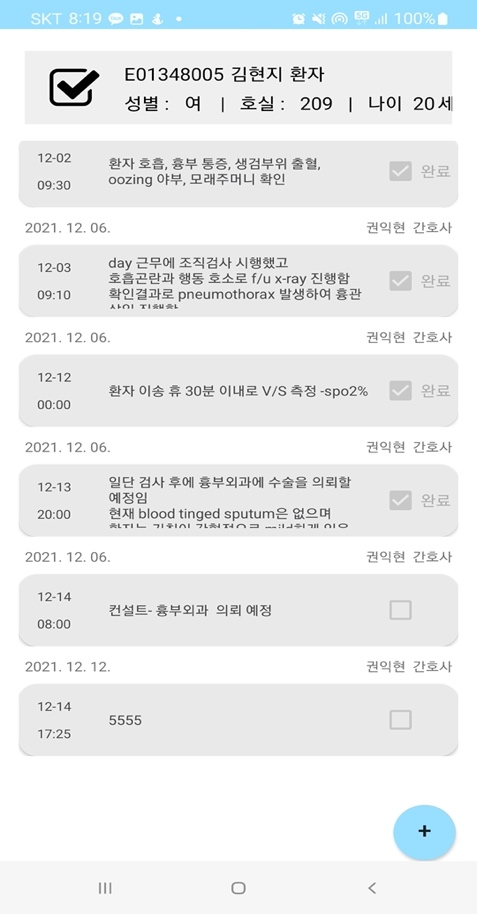 SKT 8:19 100%
E01348005 김현지 환자
성별 : 여 | 호실 : 209 | 나이 20세
12-02
09:30
환자 호흡, 흉부 통증, 생검부위 출혈,
oozing 야부, 모래주머니 확인
완료
2021. 12. 06. 권익현 간호사
12-03
09:10
day 근무에 조직검사 시행했고
호흡곤란과 행동 호소로 f/u x-ray 진행함
확인결과로 pneumothorax 발생하여 흉관
완료
2021. 12. 06. 권익현 간호사
12-12
00:00
환자 이송 휴 30분 이내로 V/S 측정 -spo2%
완료
2021. 12. 06. 권익현 간호사
12-13
20:00
일단 검사 후에 흉부외과에 수술을 의뢰할
예정임
현재 blood tinged sputum은 없으며
완료
2021. 12. 06. 권익현 간호사
12-14
08:00
컨설트- 흉부외과 의뢰 예정
2021. 12. 12. 권익현 간호사
12-14
17:25
5555
+